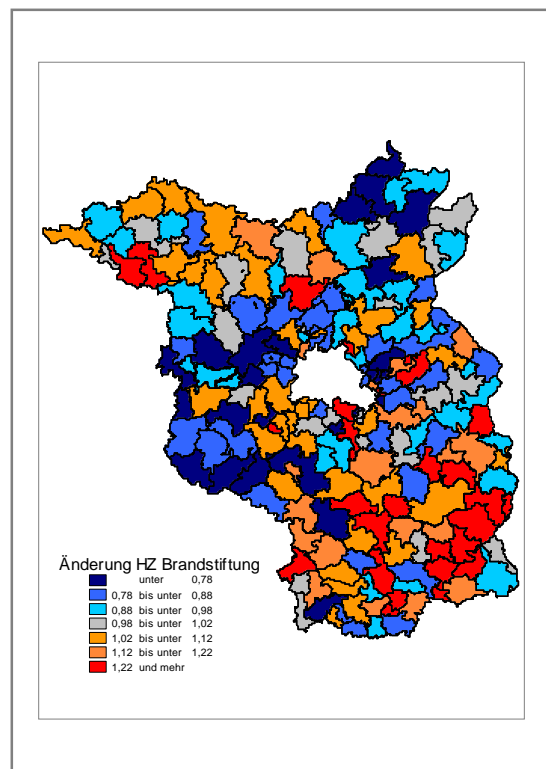 Änderung HZ Brandstiftung
unter 0,78
0,78 bis unter 0,88
0,88 bis unter 0,98
0,98 bis unter 1,02
1,02 bis unter 1,12
1,12 bis unter 1,22
1,22 und mehr